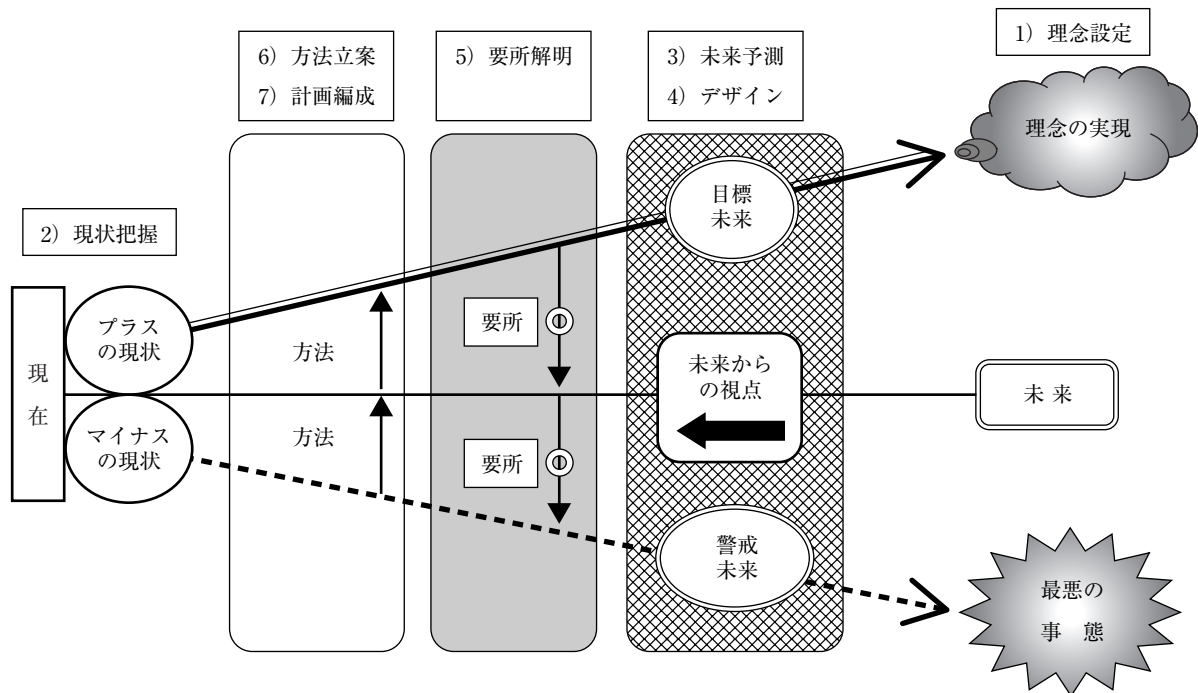 1) 理念設定
6) 方法立案
7) 計画編成
5) 要所解明
3) 未来予測
4) デザイン
理念の実現
目標
未来
2) 現状把握
プラス
の現状
現
在
マイナス
の現状
方法
方法
要所
要所
未来から
の視点
未 来
警戒
未来
最悪の
事 態